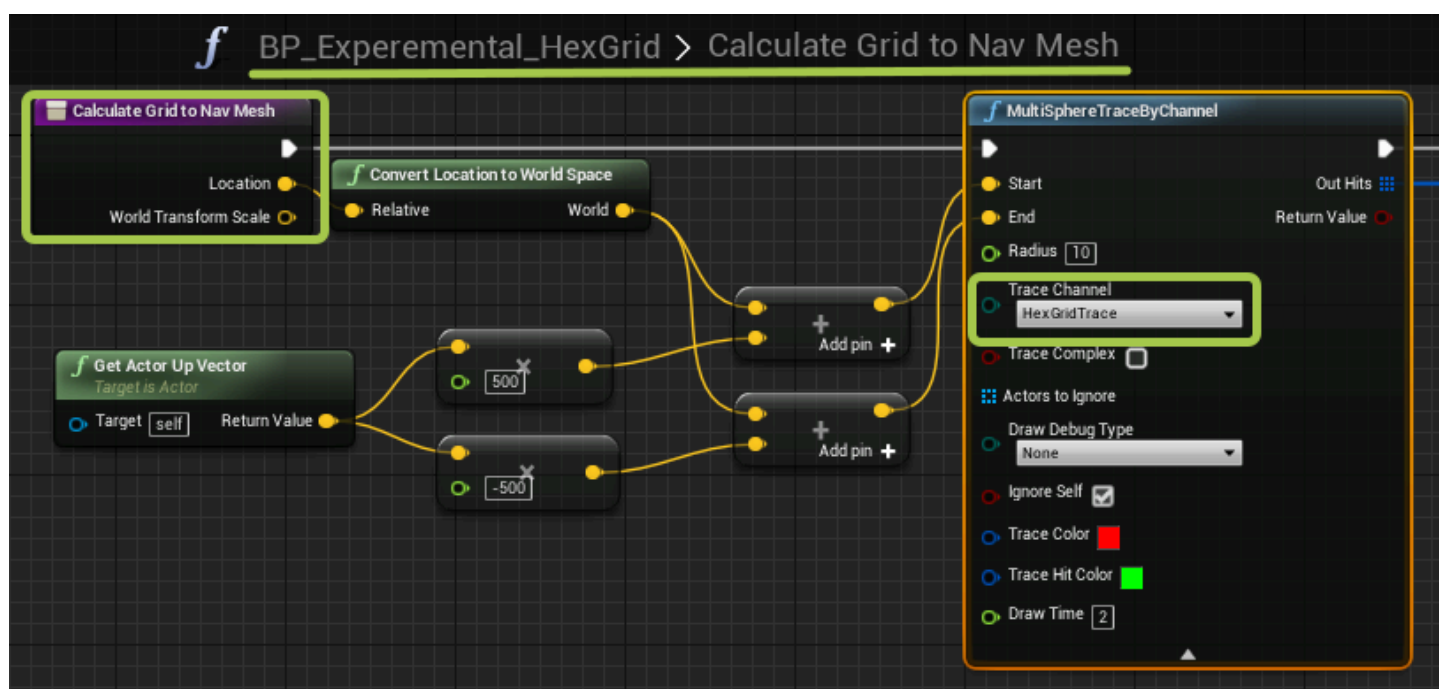 f BP_Experemental_HexGrid > Calculate Grid to Nav Mesh
Calculate Grid to Nav Mesh
Location
World Transform Scale
f Convert Location to World Space
Relative World
f Get Actor Up Vector
Target is Actor
Target self Return Value
×
500
×
-500
+
Add pin +
+
Add pin +
f MultiSphereTraceByChannel
Start Out Hits
End Return Value
Radius 10
Trace Channel
HexGridTrace
Trace Complex
Actors to Ignore
Draw Debug Type
None
Ignore Self
Trace Color
Trace Hit Color
Draw Time 2